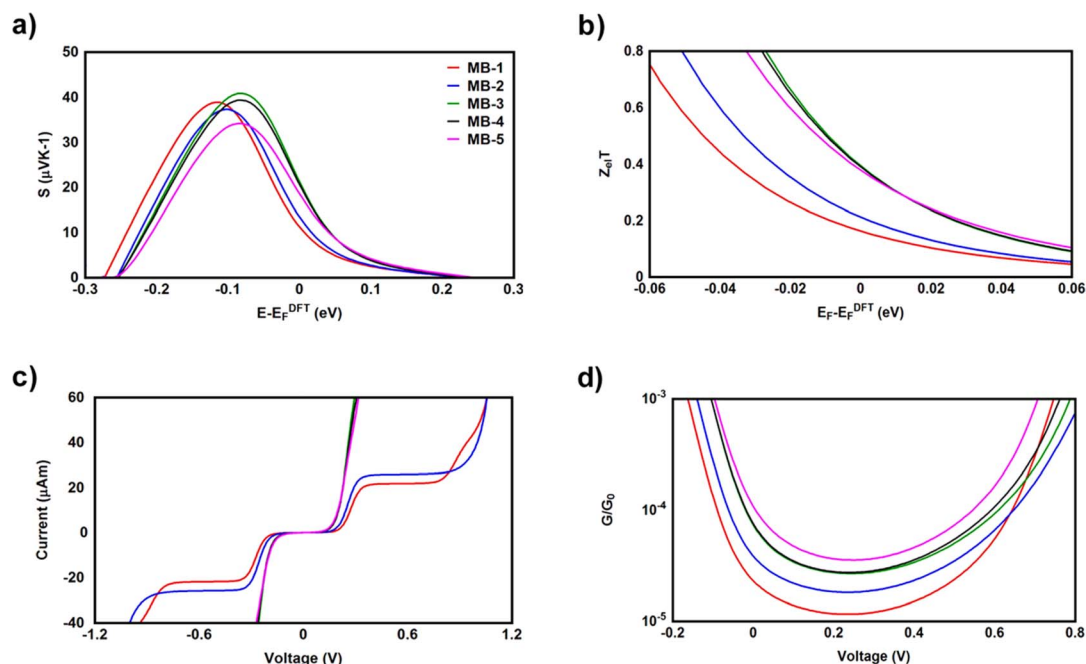 a)
50
40
30
20
10
0
S (μVK-1)
MB-1
MB-2
MB-3
MB-4
MB-5
-0.3 -0.2 -0.1 0 0.1 0.2 0.3
E-EFDFT (eV)
b)
0.8
0.6
0.4
0.2
0
ZelT
-0.06 -0.04 -0.02 0 0.02 0.04 0.06
EF-EFDFT (eV)
c)
60
40
20
0
-20
-40
Current (μAm)
-1.2 -0.6 0 0.6 1.2
Voltage (V)
d)
10-3
10-4
10-5
G/G0
-0.2 0 0.2 0.4 0.6 0.8
Voltage (V)